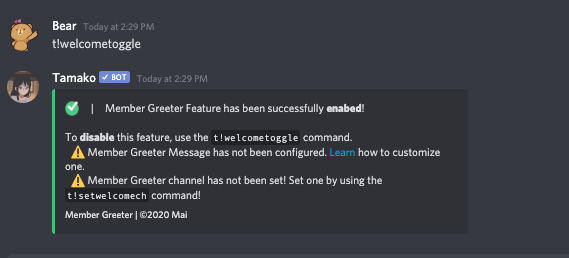 Bear Today at 2:29 PM
t!welcometoggle
Tamako ✓ BOT Today at 2:29 PM
| Member Greeter Feature has been successfully enabed!
To disable this feature, use the t!welcometoggle command.
⚠️ Member Greeter Message has not been configured. Learn how to customize
one.
⚠️ Member Greeter channel has not been set! Set one by using the
t!setwelcomech command!
Member Greeter | ©2020 Mai